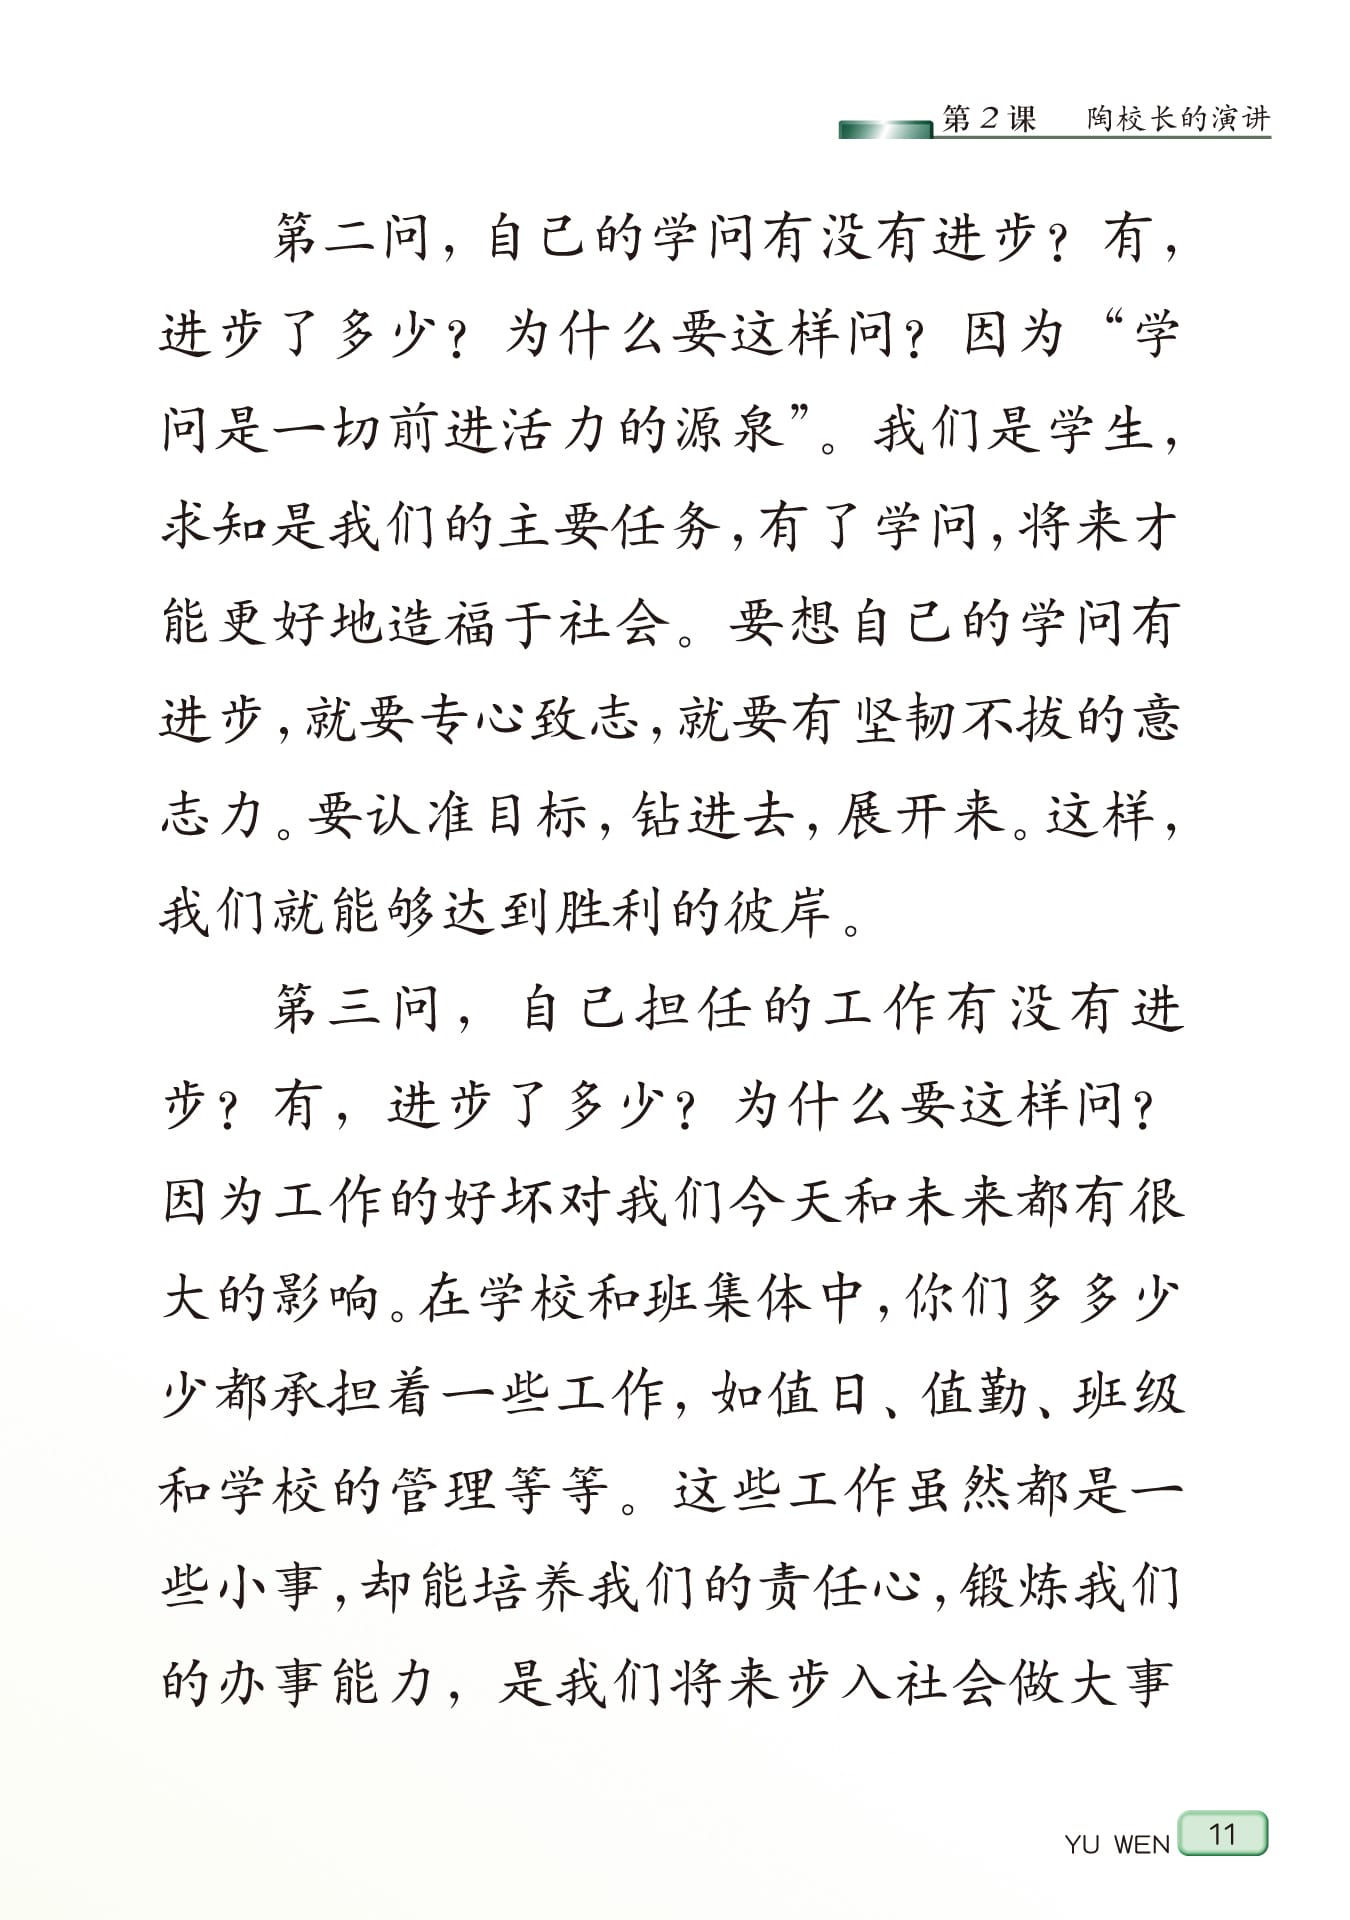 第2课 陶校长的演讲
第二问，自己的学问有没有进步？有，
进步了多少？为什么要这样问？因为“学
问是一切前进活力的源泉”。我们是学生，
求知是我们的主要任务，有了学问，将来才
能更好地造福于社会。要想自己的学问有
进步，就要专心致志，就要有坚韧不拔的意
志力。要认准目标，钻进去，展开来。这样，
我们就能够达到胜利的彼岸。
第三问，自己担任的工作有没有进
步？有，进步了多少？为什么要这样问？
因为工作的好坏对我们今天和未来都有很
大的影响。在学校和班集体中，你们多多少
少都承担着一些工作，如值日、值勤、班级
和学校的管理等等。这些工作虽然都是一
些小事，却能培养我们的责任心，锻炼我们
的办事能力，是我们将来步入社会做大事
YU WEN 11